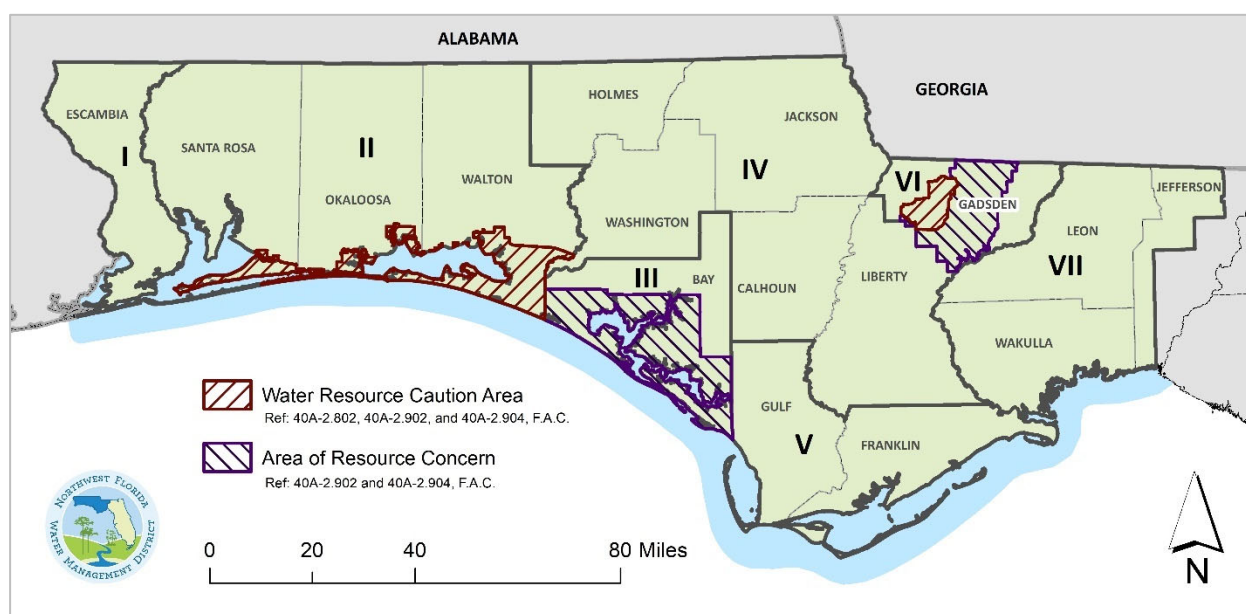 ALABAMA
GEORGIA
ESCAMBIA
I
SANTA ROSA
II
OKALOOSA
WALTON
HOLMES
JACKSON
IV
WASHINGTON
VI
GADSDEN
JEFFERSON
LEON
VII
BAY
III
CALHOUN
LIBERTY
WAKULLA
GULF
V
FRANKLIN
Water Resource Caution Area
Ref: 40A-2.802, 40A-2.902, and 40A-2.904, F.A.C.
Area of Resource Concern
Ref: 40A-2.902 and 40A-2.904, F.A.C.
NORTHWEST FLORIDA
WATER MANAGEMENT DISTRICT
0 20 40 80 Miles
N